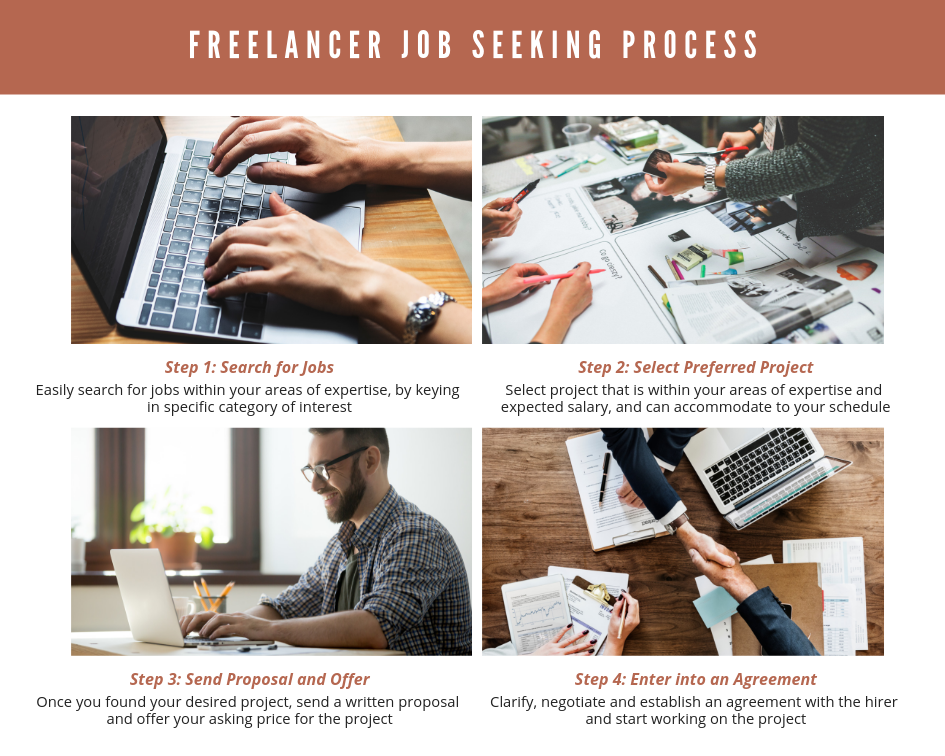 FREELANCER JOB SEEKING PROCESS
Step 1: Search for Jobs
Easily search for jobs within your areas of expertise, by keying
in specific category of interest
Step 2: Select Preferred Project
Select project that is within your areas of expertise and
expected salary, and can accommodate to your schedule
Step 3: Send Proposal and Offer
Once you found your desired project, send a written proposal
and offer your asking price for the project
Step 4: Enter into an Agreement
Clarify, negotiate and establish an agreement with the hirer
and start working on the project